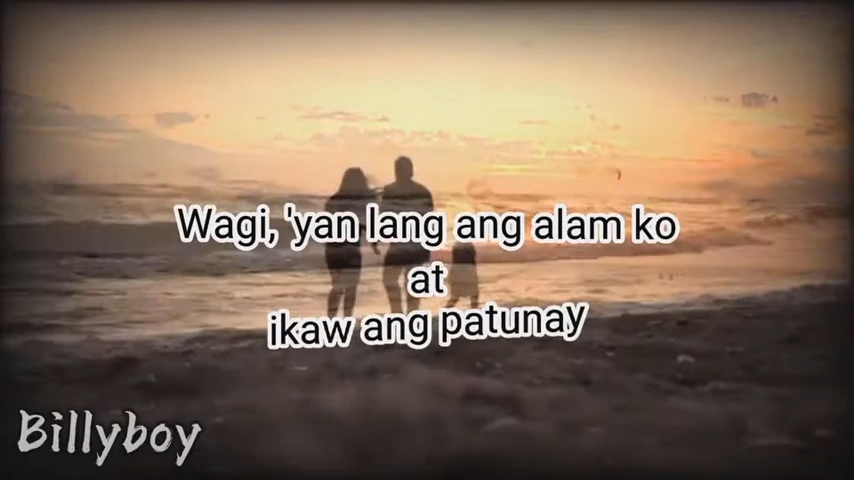 Wagi, 'yan lang ang alam ko
at
ikaw ang patunay
Billyboy